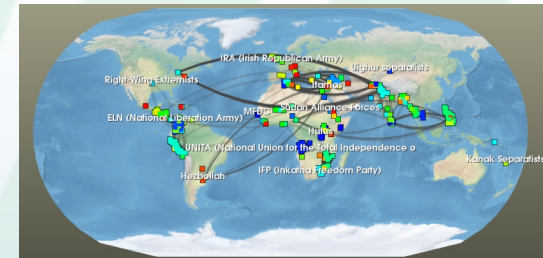 IRA (Irish Republican Army)
Uighur separatists
Right-Wing Extremists
Hamas
Sudan Alliance Forces
MFDC
ELN (National Liberation Army)
Hutus
UNITA (National Union for the Total Independence o
Kanak Separatists
IFP (Inkatha Freedom Party)
Hezbollah